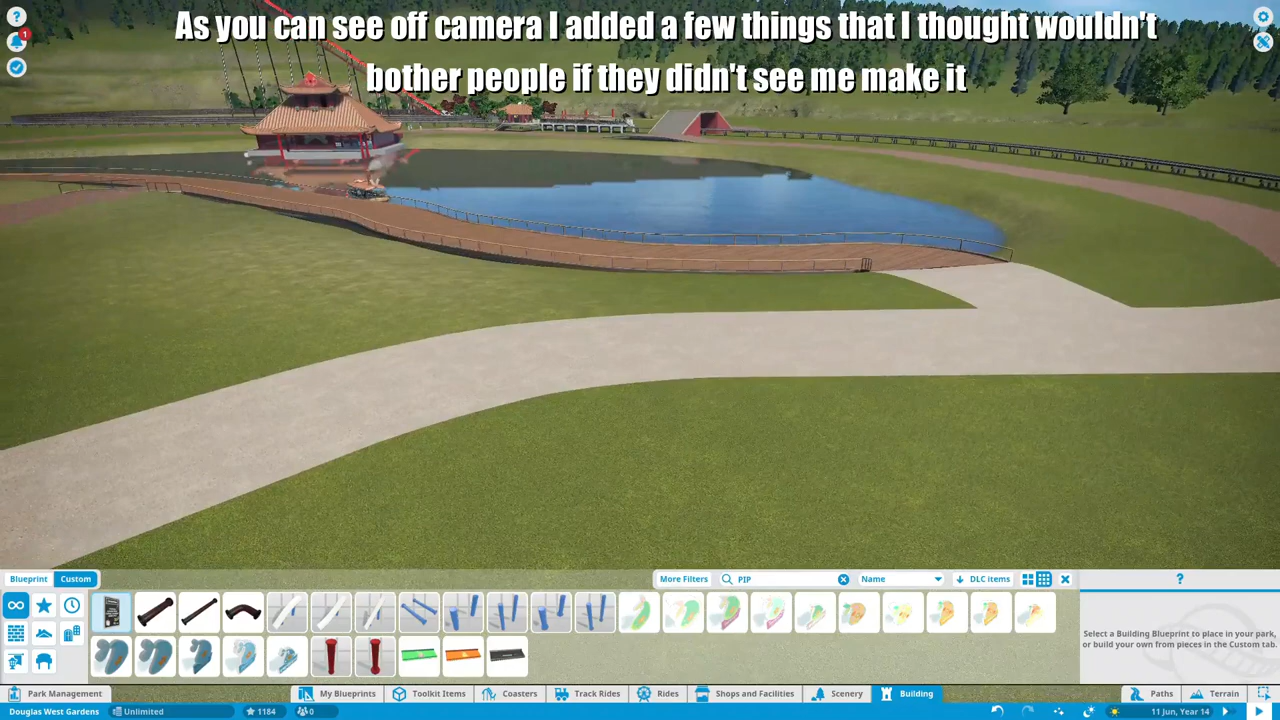 As you can see off camera I added a few things that I thought wouldn't
bother people if they didn't see me make it
1
Blueprint
Custom
More Filters
PIP
Name
DLC items
?
Select a Building Blueprint to place in your park,
or build your own from pieces in the Custom tab.
Park Management
My Blueprints
Toolkit Items
Coasters
Track Rides
Rides
Shops and Facilities
Scenery
Building
Paths
Terrain
Douglas West Gardens
Unlimited
1184
0
11 Jun, Year 14